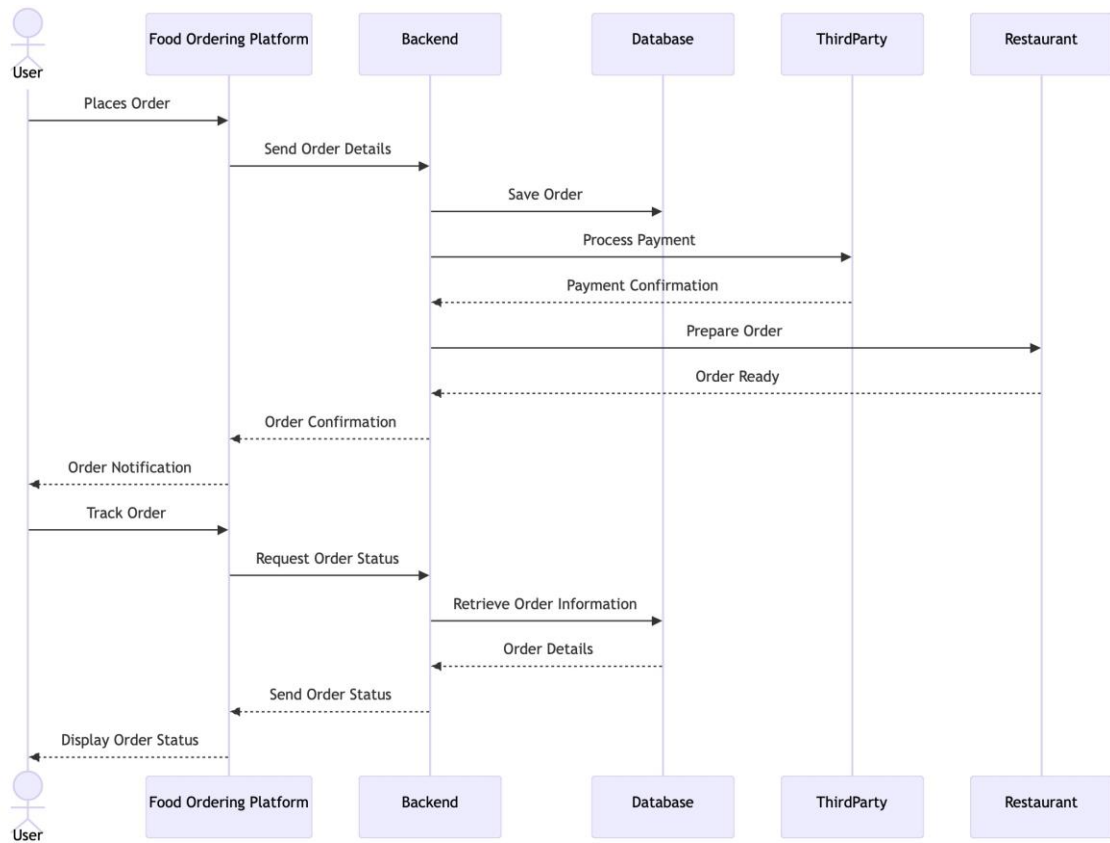 Food Ordering Platform
Backend
Database
ThirdParty
Restaurant
User
Places Order
Send Order Details
Save Order
Process Payment
Payment Confirmation
Prepare Order
Order Ready
Order Confirmation
Order Notification
Track Order
Request Order Status
Retrieve Order Information
Order Details
Send Order Status
Display Order Status
Food Ordering Platform
Backend
Database
ThirdParty
Restaurant
User